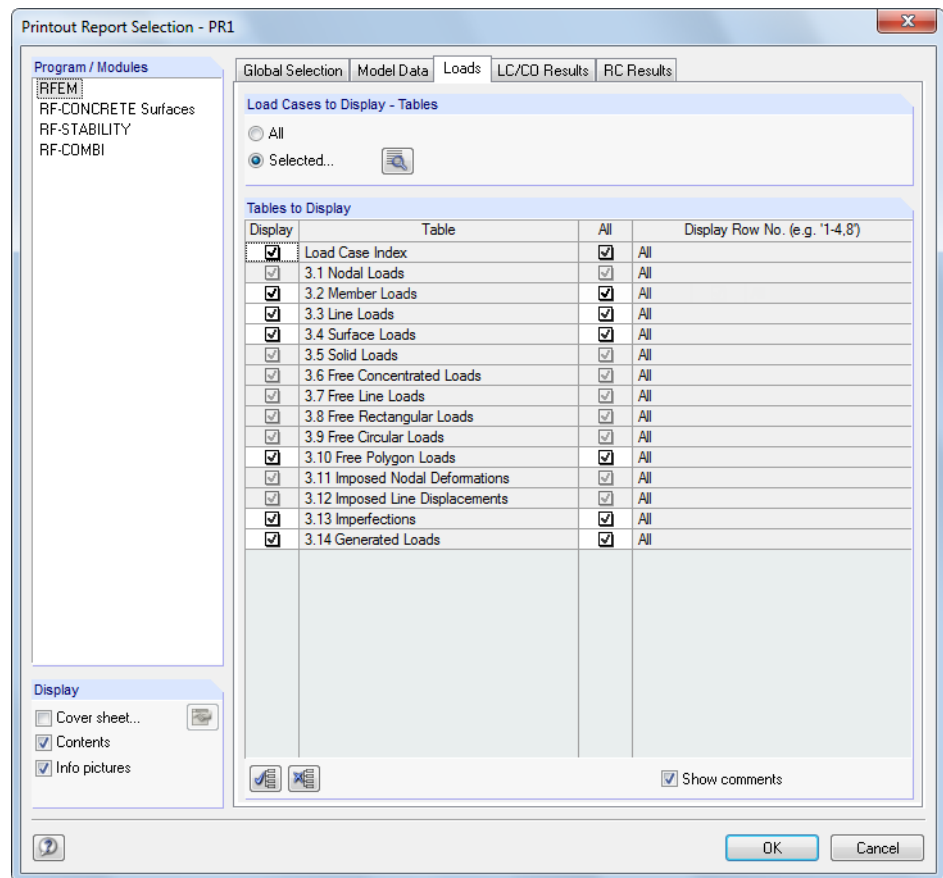 Printout Report Selection - PR1
Program / Modules
RFEM
RF-CONCRETE Surfaces
RF-STABILITY
RF-COMBI
Global Selection Model Data Loads LC/CO Results RC Results
Load Cases to Display - Tables
All
Selected...
Tables to Display
Display Table All Display Row No. (e.g. '1-4,8')
Load Case Index All
3.1 Nodal Loads All
3.2 Member Loads All
3.3 Line Loads All
3.4 Surface Loads All
3.5 Solid Loads All
3.6 Free Concentrated Loads All
3.7 Free Line Loads All
3.8 Free Rectangular Loads All
3.9 Free Circular Loads All
3.10 Free Polygon Loads All
3.11 Imposed Nodal Deformations All
3.12 Imposed Line Displacements All
3.13 Imperfections All
3.14 Generated Loads All
Display
Cover sheet...
Contents
Info pictures
Show comments
OK Cancel